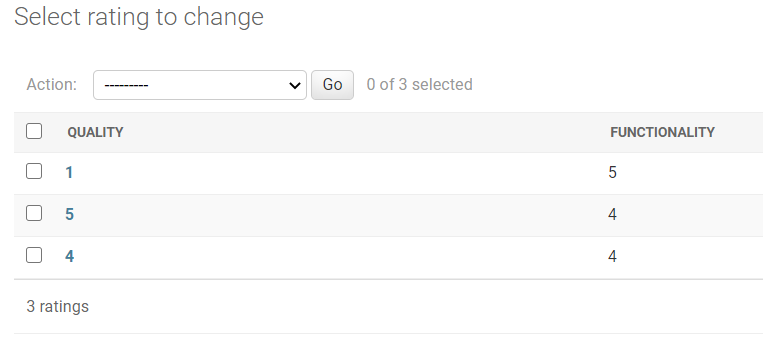 Select rating to change
Action: --------- Go 0 of 3 selected
QUALITY FUNCTIONALITY
1 5
5 4
4 4
3 ratings